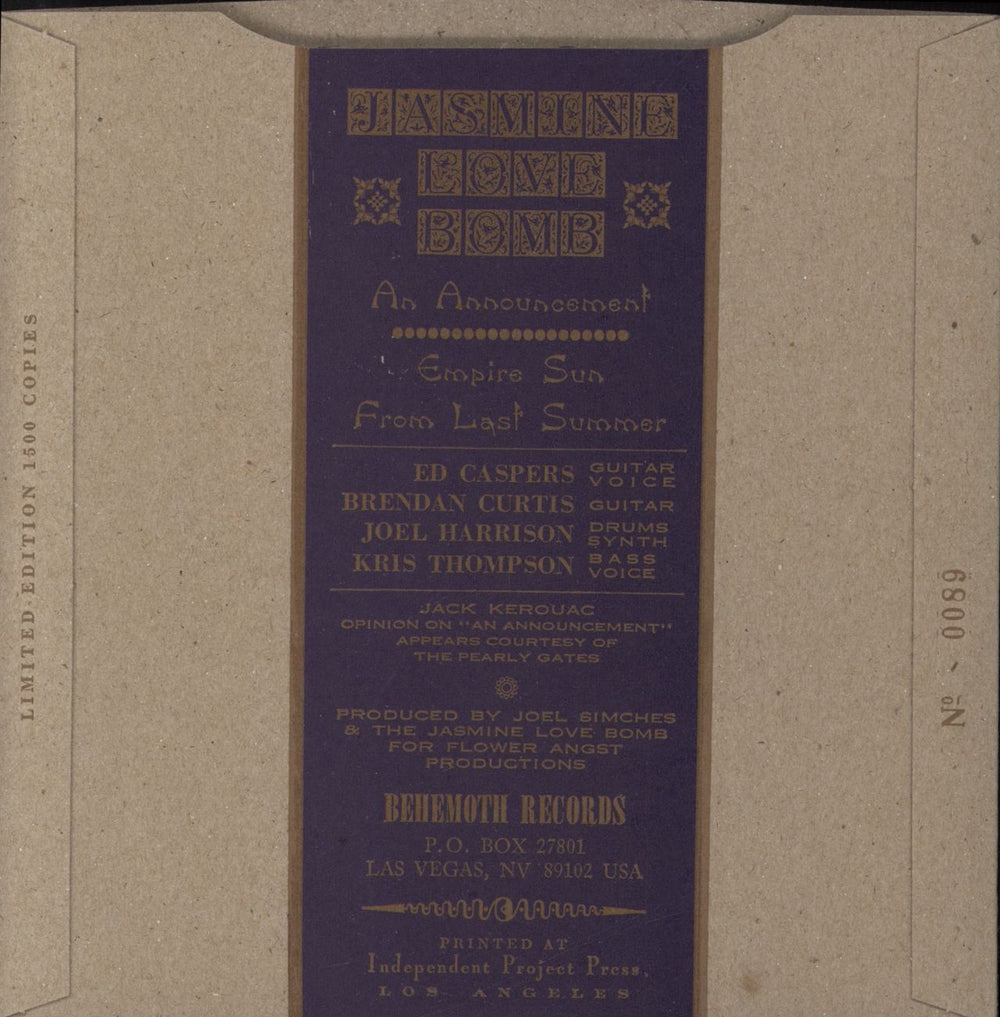 JASMINE
LOVE
BOMB
An Announcement
Empire Sun
From Last Summer
ED CASPERS GUITAR VOICE
BRENDAN CURTIS GUITAR
JOEL HARRISON DRUMS SYNTH
KRIS THOMPSON BASS VOICE
JACK KEROUAC
OPINION ON "AN ANNOUNCEMENT"
APPEARS COURTESY OF
THE PEARLY GATES
PRODUCED BY JOEL SIMCHES
& THE JASMINE LOVE BOMB
FOR FLOWER ANGST
PRODUCTIONS
BEHEMOTH RECORDS
P.O. BOX 27801
LAS VEGAS, NV 89102 USA
PRINTED AT
Independent Project Press,
LOS ANGELES
LIMITED·EDITION 1500 COPIES
Nº - 0089